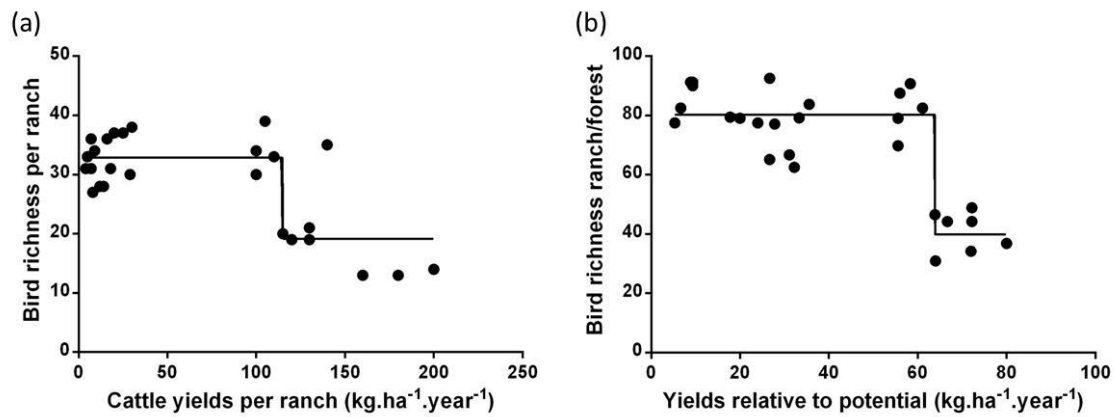 (a)
Bird richness per ranch
50
40
30
20
10
0
0 50 100 150 200 250
Cattle yields per ranch (kg.ha⁻¹.year⁻¹)
(b)
Bird richness ranch/forest
100
80
60
40
20
0
0 20 40 60 80 100
Yields relative to potential (kg.ha⁻¹.year⁻¹)